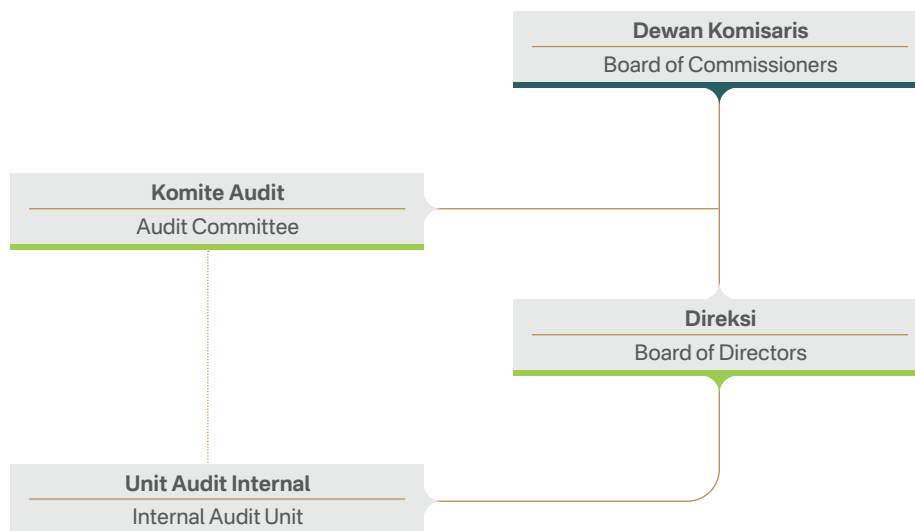 Dewan Komisaris
Board of Commissioners
Komite Audit
Audit Committee
Direksi
Board of Directors
Unit Audit Internal
Internal Audit Unit